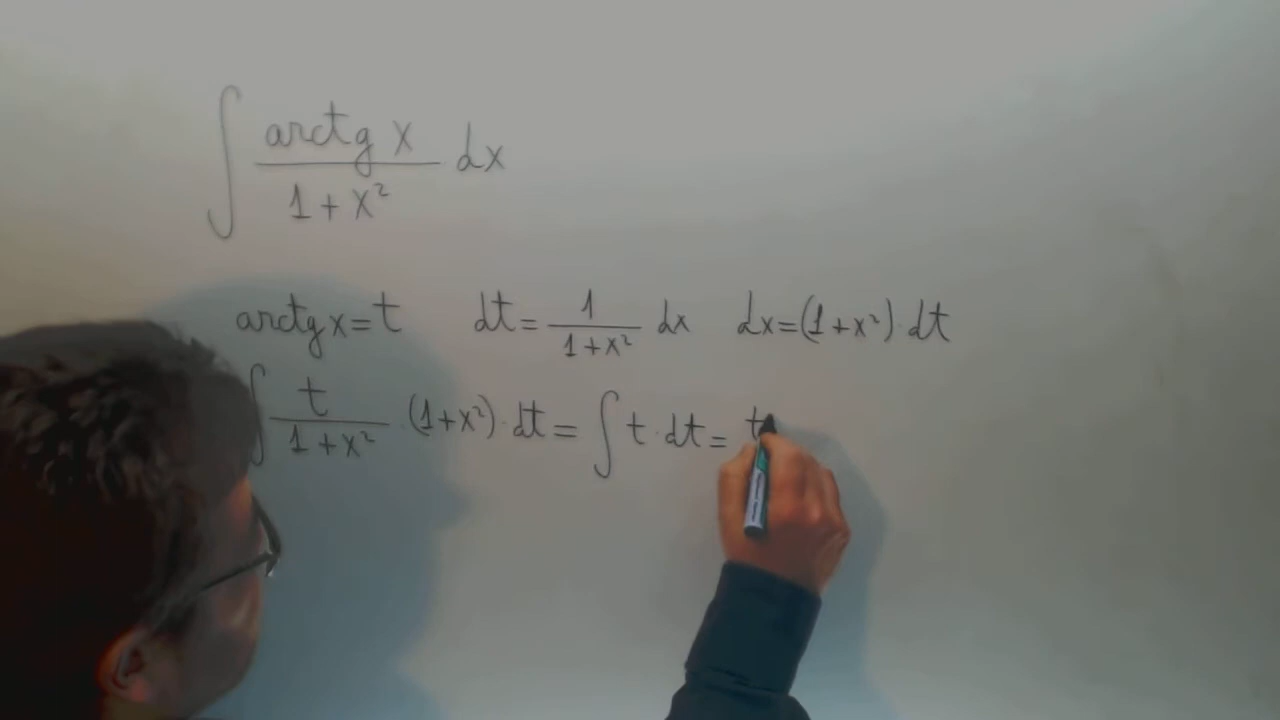 ∫ arctg x / 1 + x² dx
arctg x = t   dt = 1 / 1 + x² dx   dx = (1 + x²) · dt
∫ t / 1 + x² · (1 + x²) · dt = ∫ t · dt = t